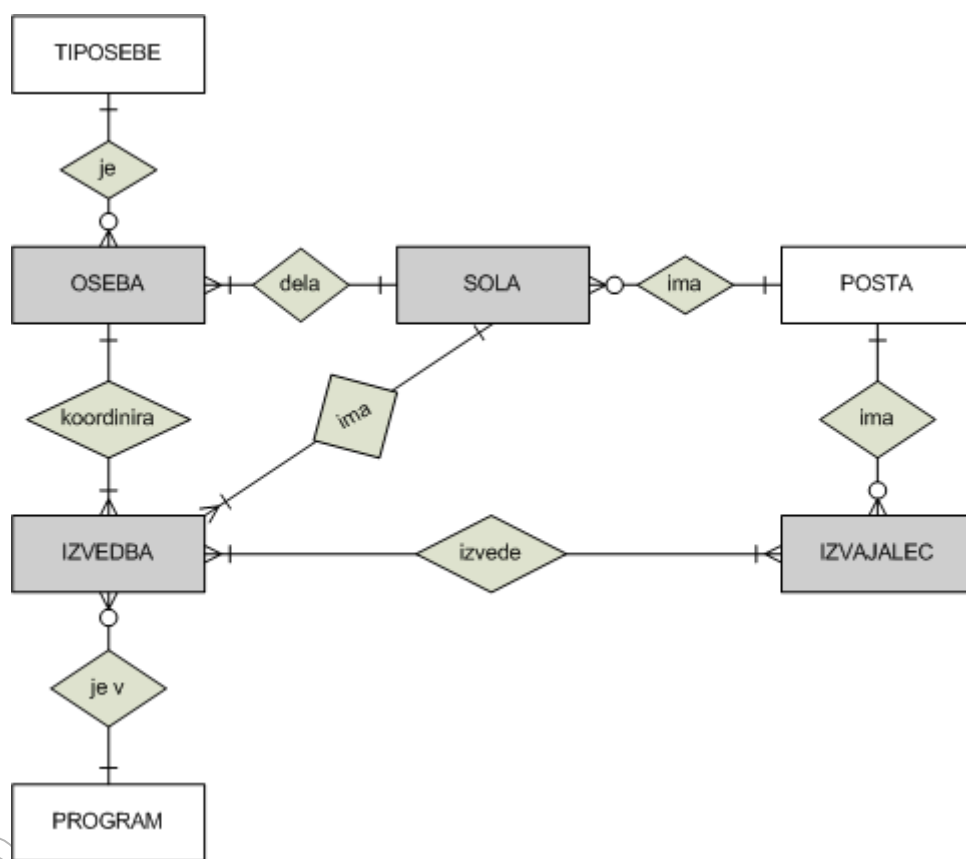 TIPOSEBE
je
OSEBA
dela
SOLA
ima
POSTA
koordinira
ima
ima
IZVEDBA
izvede
IZVAJALEC
je v
PROGRAM